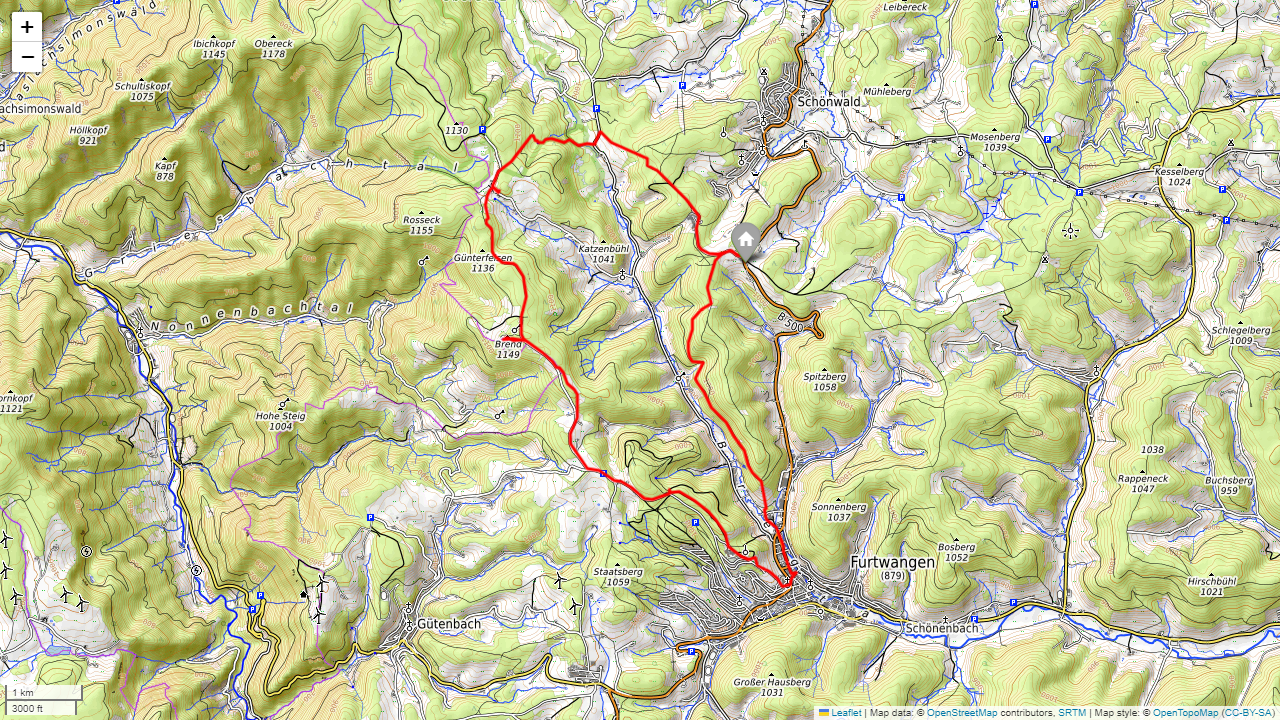 +
−
Leibereck
1000
Ibichkopf
1145
Obereck
1178
Schultiskopf
1075
achsimonswald
Höllkopf
921
Kapf
878
1130
Schönwald
Mühleberg
Mosenberg
1039
Kesselberg
1024
Rosseck
1155
Griesbachtal
Günterfelsen
1136
Katzenbühl
1041
Nonnenbachtal
B 500
Brend
1149
Schlegelberg
1009
Spitzberg
1058
ornkopf
1121
Hohe Steig
1004
1038
Rappeneck
1047
Buchsberg
959
Sonnenberg
1037
Bosberg
1052
Furtwangen
(879)
Staatsberg
1059
Hirschbühl
1021
Gütenbach
Schönenbach
Großer Hausberg
1031
1 km
3000 ft
Leaflet | Map data: © OpenStreetMap contributors, SRTM | Map style: © OpenTopoMap (CC-BY-SA)